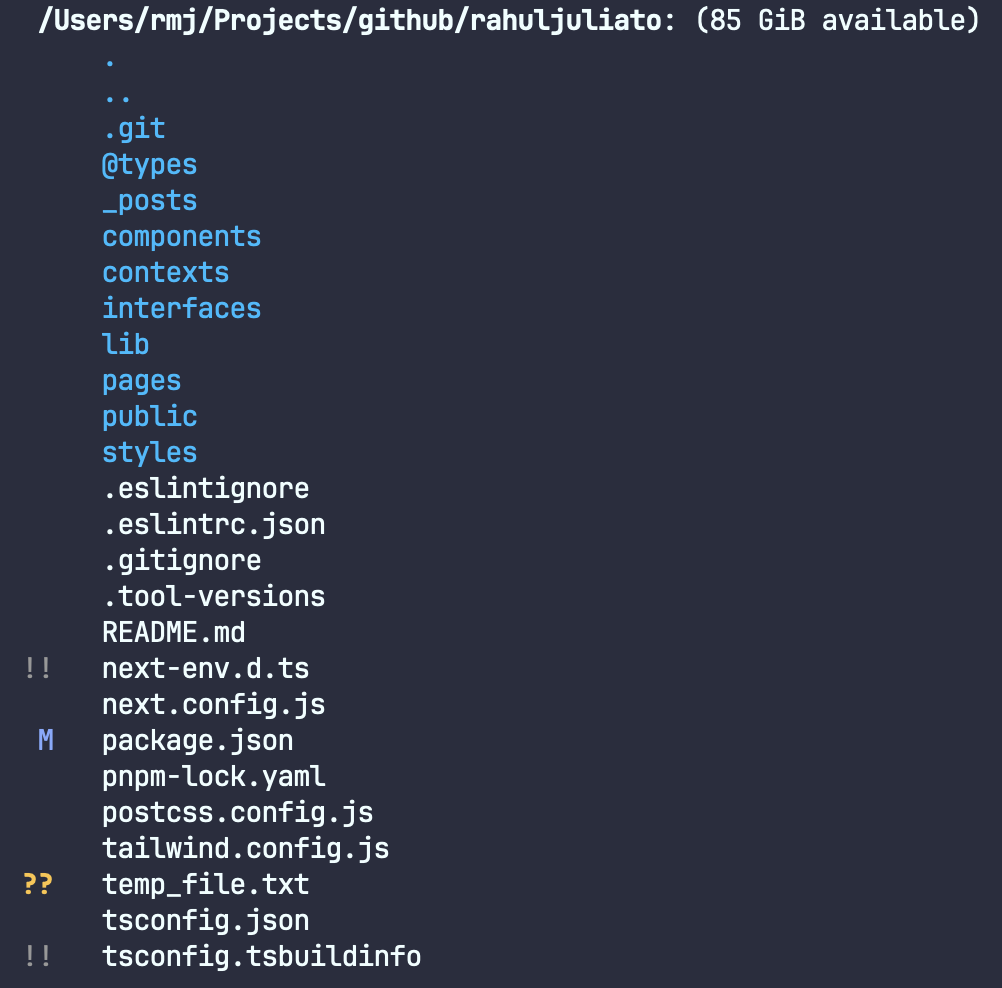 /Users/rmj/Projects/github/rahuljuliato: (85 GiB available)
.
..
.git
@types
_posts
components
contexts
interfaces
lib
pages
public
styles
.eslintignore
.eslintrc.json
.gitignore
.tool-versions
README.md
!! next-env.d.ts
next.config.js
M package.json
pnpm-lock.yaml
postcss.config.js
tailwind.config.js
?? temp_file.txt
tsconfig.json
!! tsconfig.tsbuildinfo